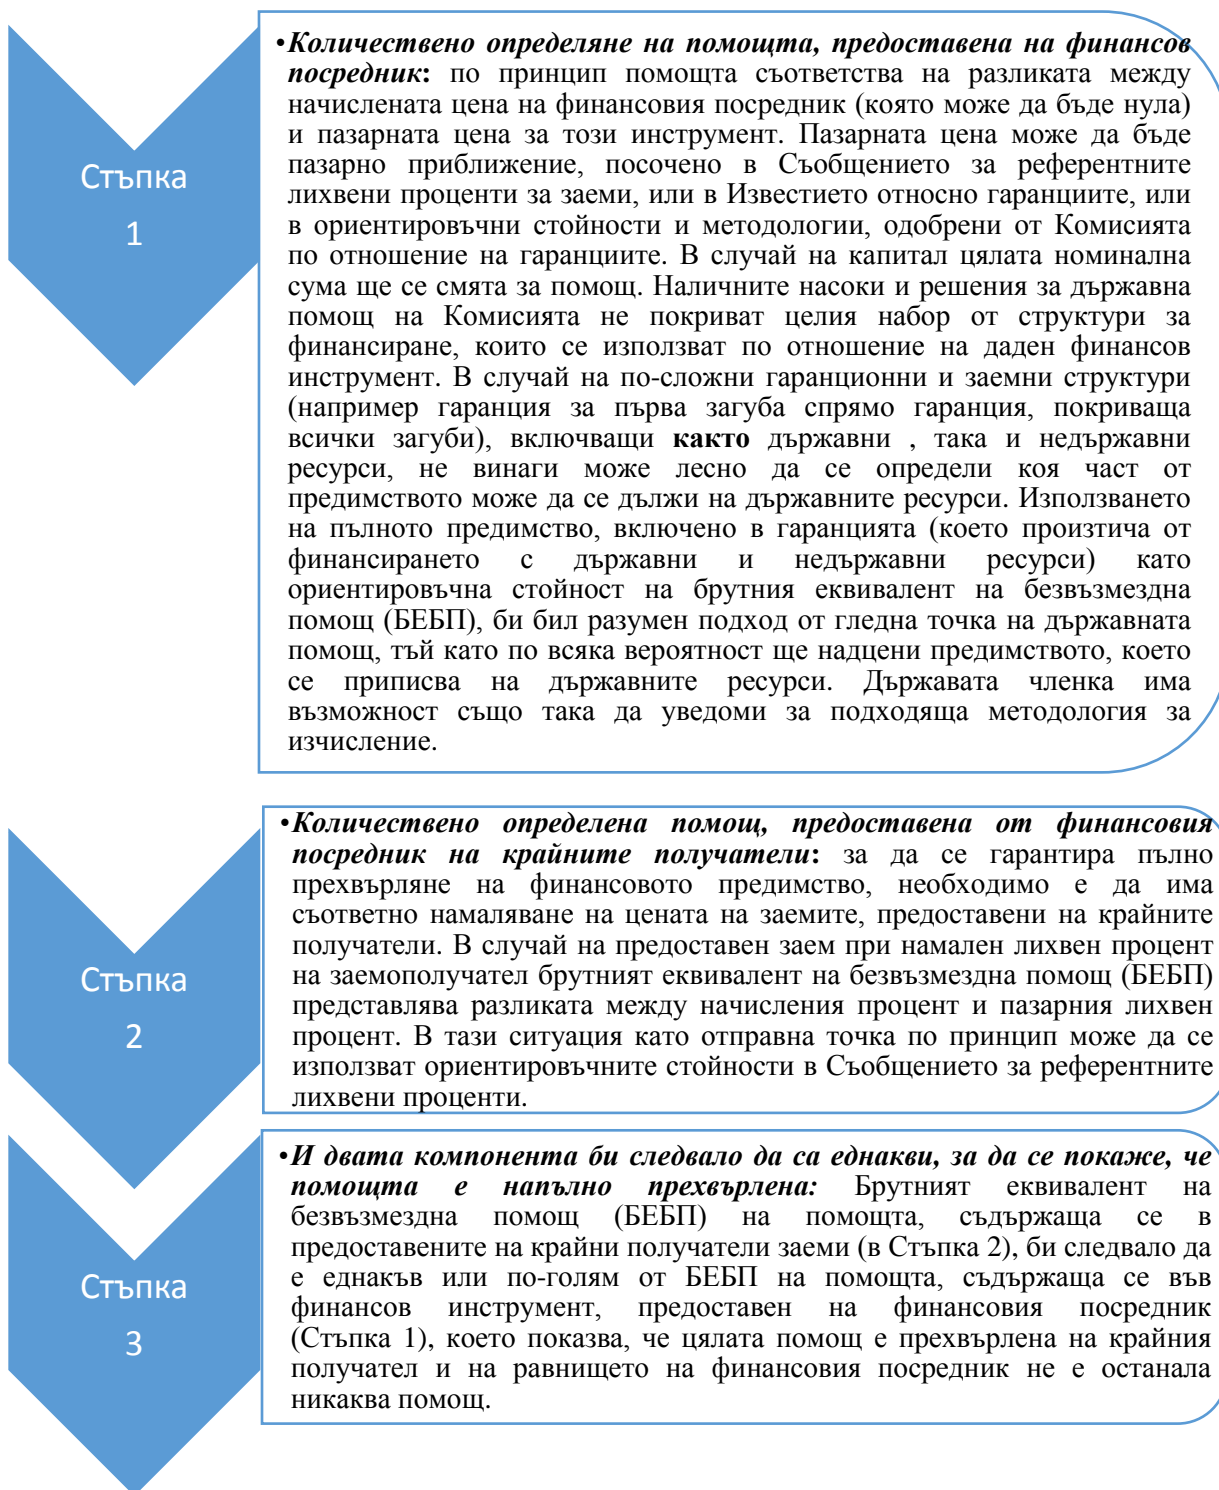 Стъпка
1
•Количествено определяне на помощта, предоставена на финансов
посредник: по принцип помощта съответства на разликата между
начислената цена на финансовия посредник (която може да бъде нула)
и пазарната цена за този инструмент. Пазарната цена може да бъде
пазарно приближение, посочено в Съобщението за референтните
лихвени проценти за заеми, или в Известието относно гаранциите, или
в ориентировъчни стойности и методологии, одобрени от Комисията
по отношение на гаранциите. В случай на капитал цялата номинална
сума ще се смята за помощ. Наличните насоки и решения за държавна
помощ на Комисията не покриват целия набор от структури за
финансиране, които се използват по отношение на даден финансов
инструмент. В случай на по-сложни гаранционни и заемни структури
(например гаранция за първа загуба спрямо гаранция, покриваща
всички загуби), включващи както държавни , така и недържавни
ресурси, не винаги може лесно да се определи коя част от
предимството може да се дължи на държавните ресурси. Използването
на пълното предимство, включено в гаранцията (което произтича от
финансирането с държавни и недържавни ресурси) като
ориентировъчна стойност на брутния еквивалент на безвъзмездна
помощ (БЕБП), би бил разумен подход от гледна точка на държавната
помощ, тъй като по всяка вероятност ще надцени предимството, което
се приписва на държавните ресурси. Държавата членка има
възможност също така да уведоми за подходяща методология за
изчисление.
Стъпка
2
•Количествено определена помощ, предоставена от финансовия
посредник на крайните получатели: за да се гарантира пълно
прехвърляне на финансовото предимство, необходимо е да има
съответно намаляване на цената на заемите, предоставени на крайните
получатели. В случай на предоставен заем при намален лихвен процент
на заемополучател брутният еквивалент на безвъзмездна помощ (БЕБП)
представлява разликата между начисления процент и пазарния лихвен
процент. В тази ситуация като отправна точка по принцип може да се
използват ориентировъчните стойности в Съобщението за референтните
лихвени проценти.
Стъпка
3
•И двата компонента би следвало да са еднакви, за да се покаже, че
помощта е напълно прехвърлена: Брутният еквивалент на
безвъзмездна помощ (БЕБП) на помощта, съдържаща се в
предоставените на крайни получатели заеми (в Стъпка 2), би следвало да
е еднакъв или по-голям от БЕБП на помощта, съдържаща се във
финансов инструмент, предоставен на финансовия посредник
(Стъпка 1), което показва, че цялата помощ е прехвърлена на крайния
получател и на равнището на финансовия посредник не е останала
никаква помощ.